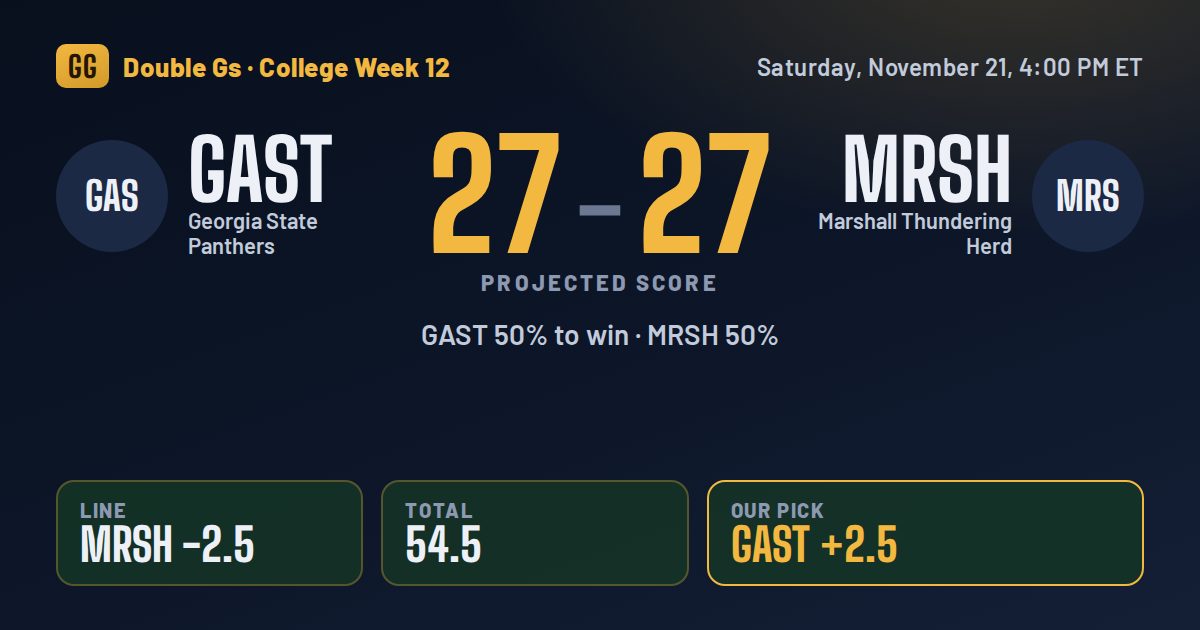 GG Double Gs · College Week 12
Saturday, November 21, 4:00 PM ET
GAS
GAST
Georgia State
Panthers
27 – 27
PROJECTED SCORE
GAST 50% to win · MRSH 50%
MRSH
Marshall Thundering
Herd
MRS
LINE
MRSH −2.5
TOTAL
54.5
OUR PICK
GAST +2.5